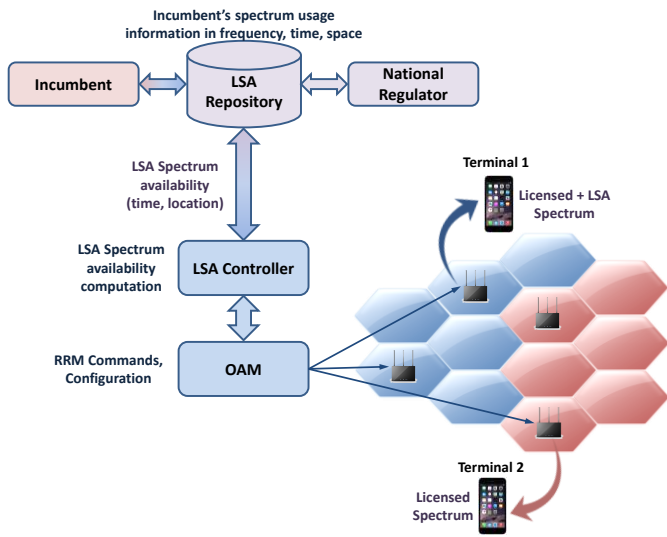 Incumbent's spectrum usage
information in frequency, time, space
Incumbent
LSA
Repository
National
Regulator
LSA Spectrum
availability
(time, location)
Terminal 1
Licensed + LSA
Spectrum
LSA Spectrum
availability
computation
LSA Controller
RRM Commands,
Configuration
OAM
Terminal 2
Licensed
Spectrum